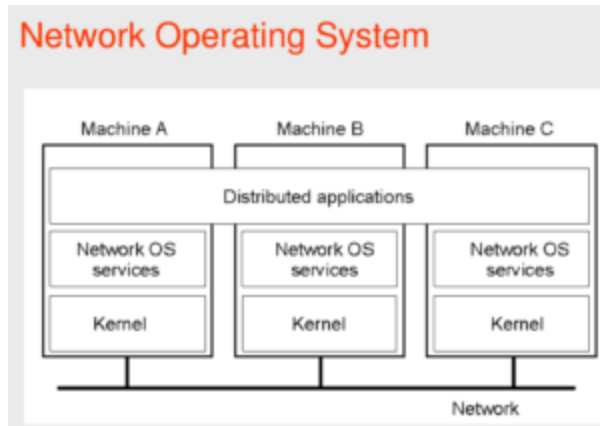 Network Operating System
Machine A
Machine B
Machine C
Distributed applications
Network OS
services
Network OS
services
Network OS
services
Kernel
Kernel
Kernel
Network